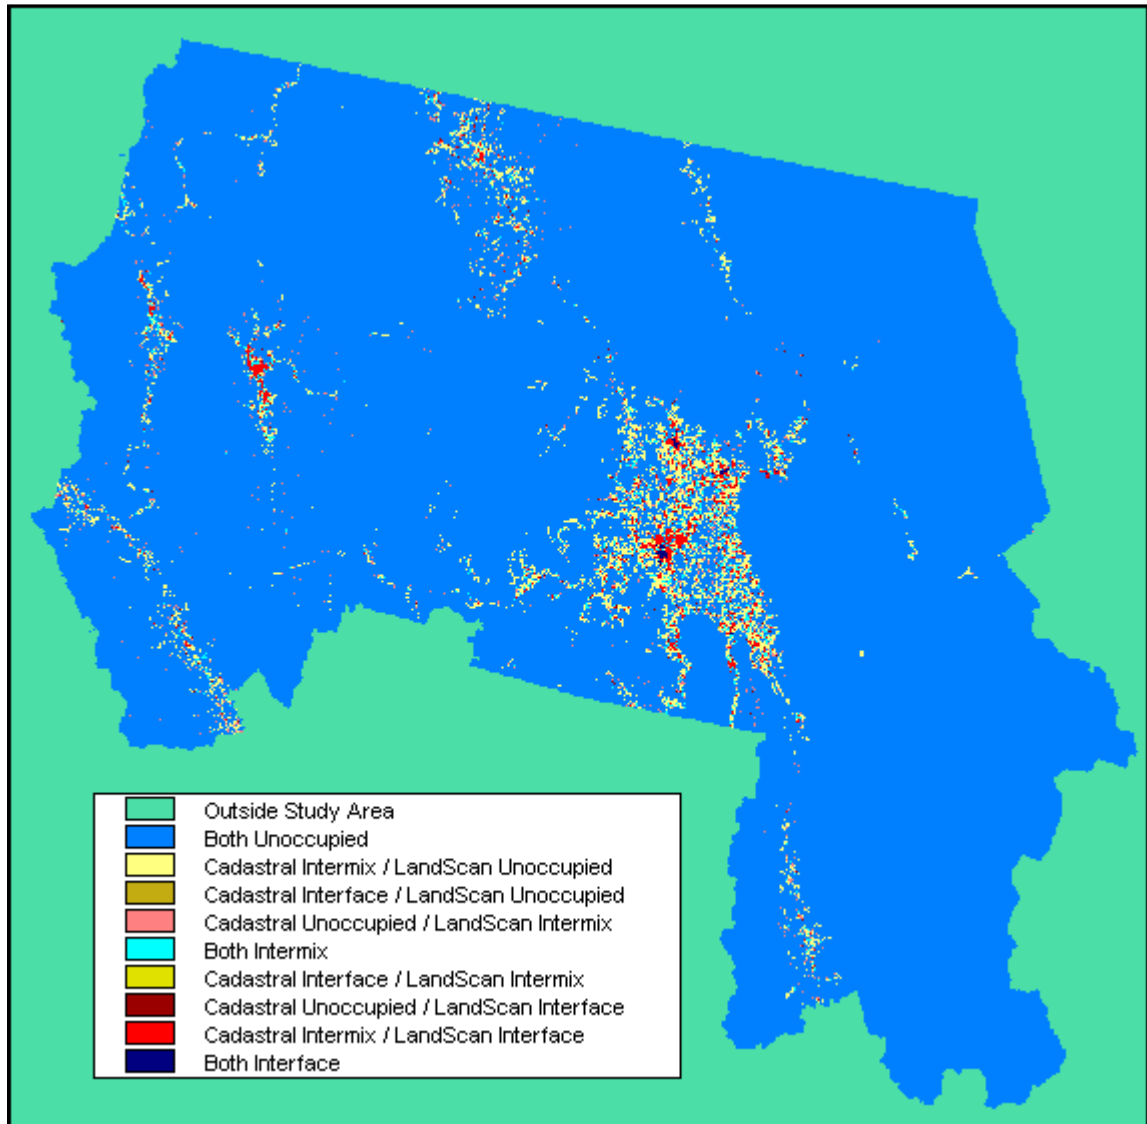 Outside Study Area
Both Unoccupied
Cadastral Intermix / LandScan Unoccupied
Cadastral Interface / LandScan Unoccupied
Cadastral Unoccupied / LandScan Intermix
Both Intermix
Cadastral Interface / LandScan Intermix
Cadastral Unoccupied / LandScan Interface
Cadastral Intermix / LandScan Interface
Both Interface